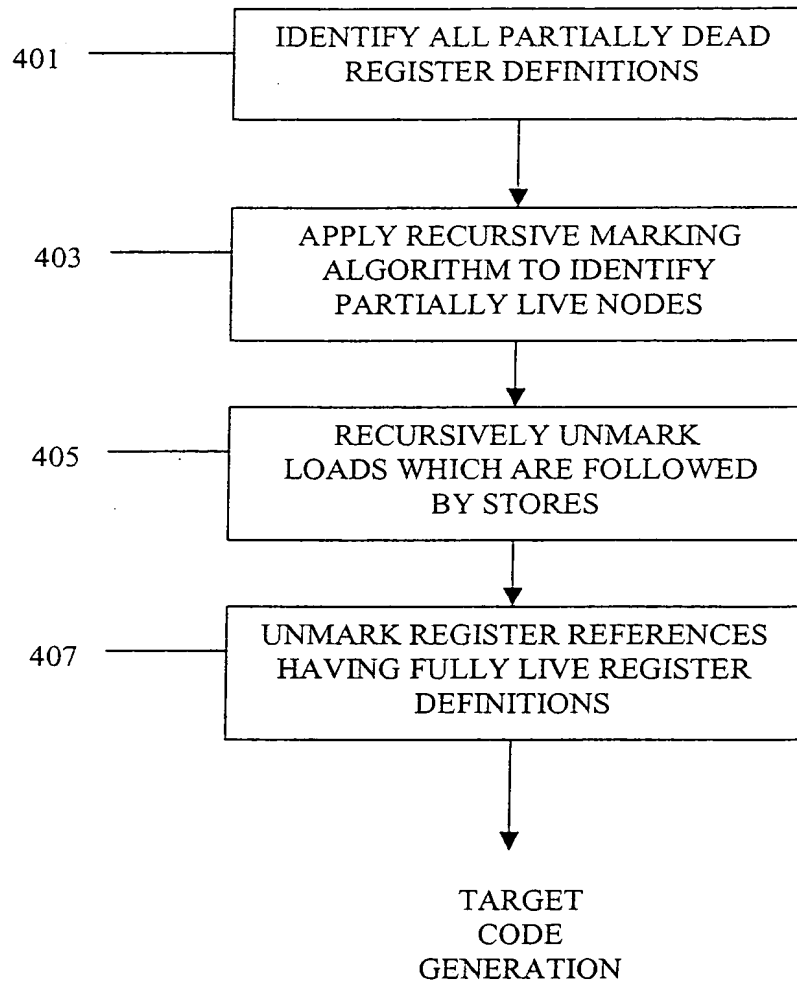 401
IDENTIFY ALL PARTIALLY DEAD
REGISTER DEFINITIONS
403
APPLY RECURSIVE MARKING
ALGORITHM TO IDENTIFY
PARTIALLY LIVE NODES
405
RECURSIVELY UNMARK
LOADS WHICH ARE FOLLOWED
BY STORES
407
UNMARK REGISTER REFERENCES
HAVING FULLY LIVE REGISTER
DEFINITIONS
TARGET
CODE
GENERATION